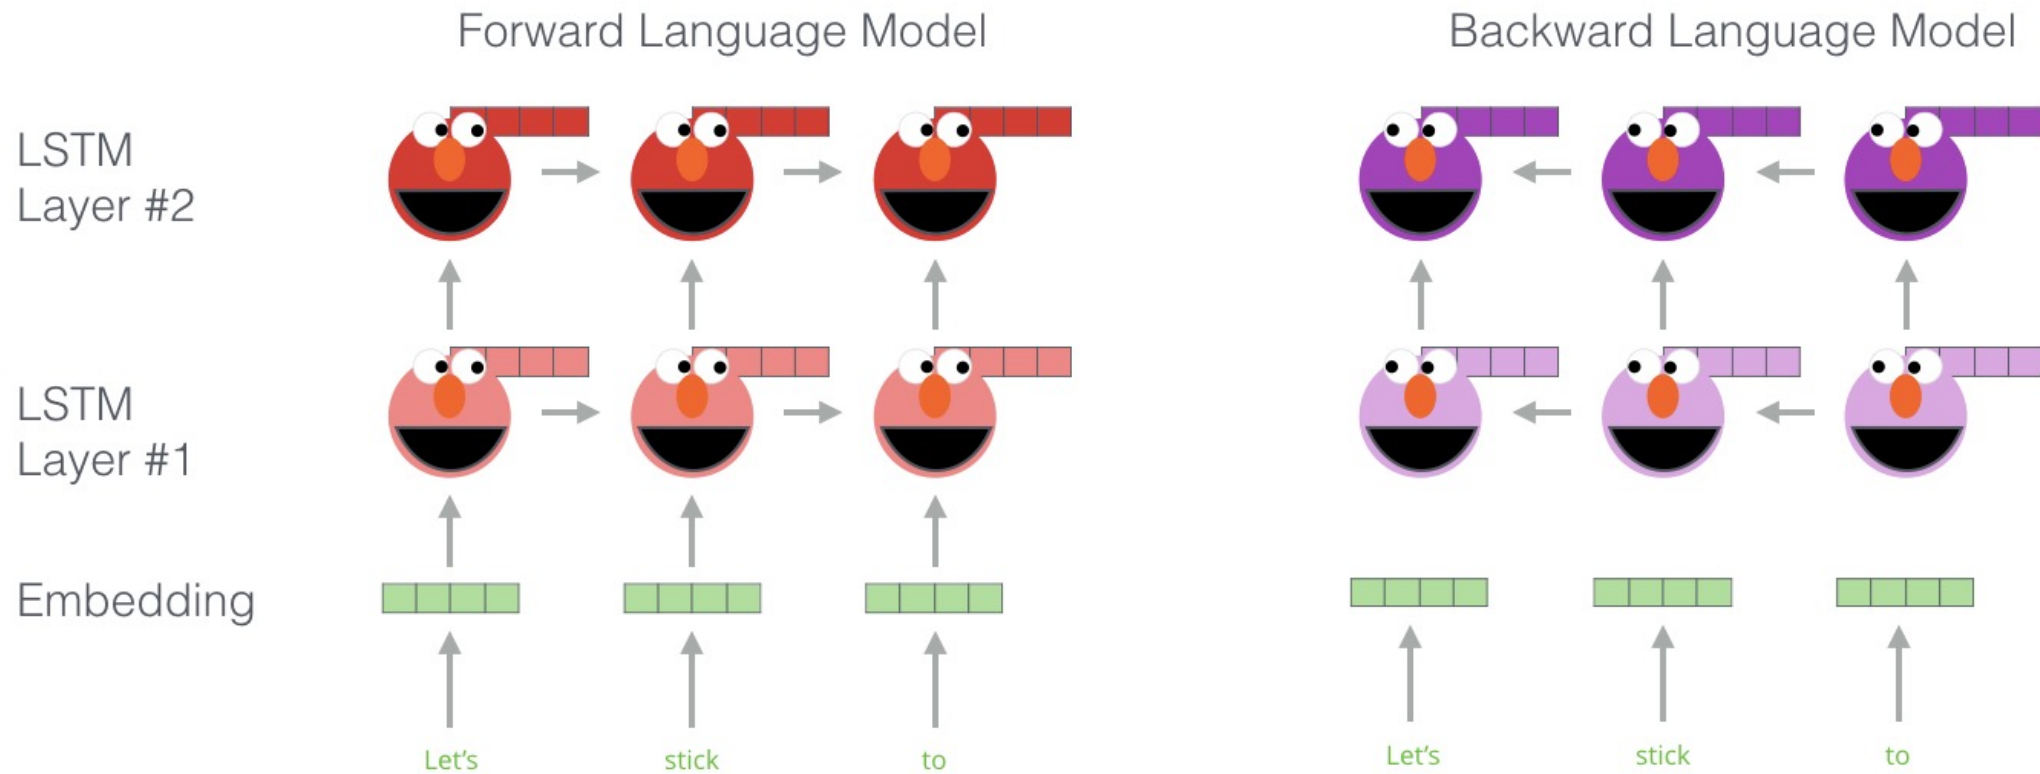 Forward Language Model
Backward Language Model
LSTM
Layer #2
LSTM
Layer #1
Embedding
Let's stick to
Let's stick to